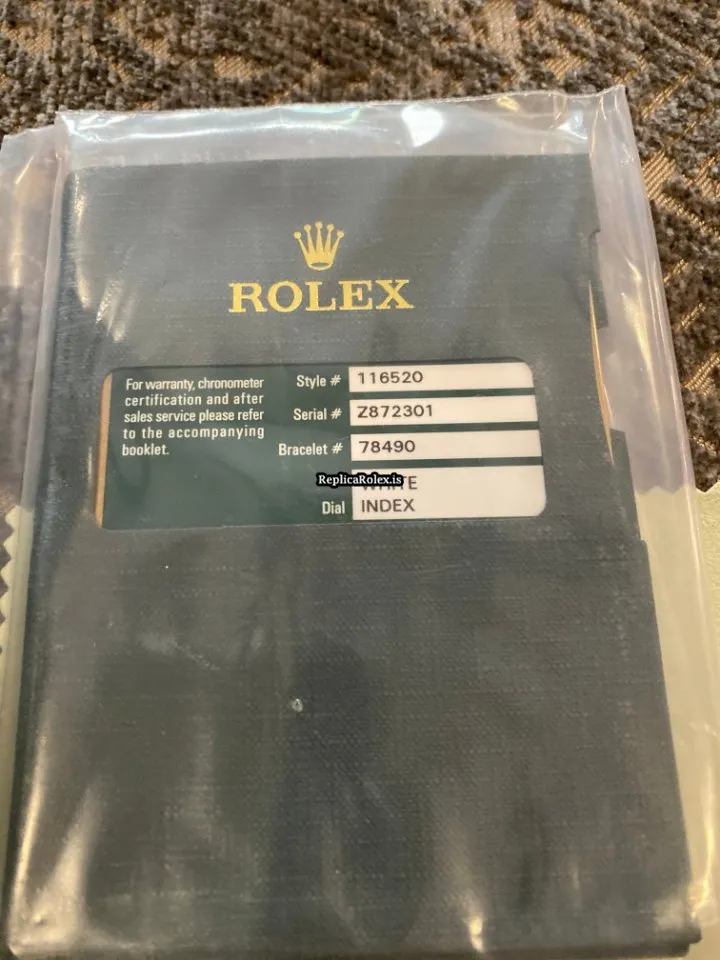 ROLEX
For warranty, chronometer
certification and after
sales service please refer
to the accompanying
booklet.
Style # 116520
Serial # Z872301
Bracelet # 78490
ReplicaRolex.is
WHITE
Dial INDEX